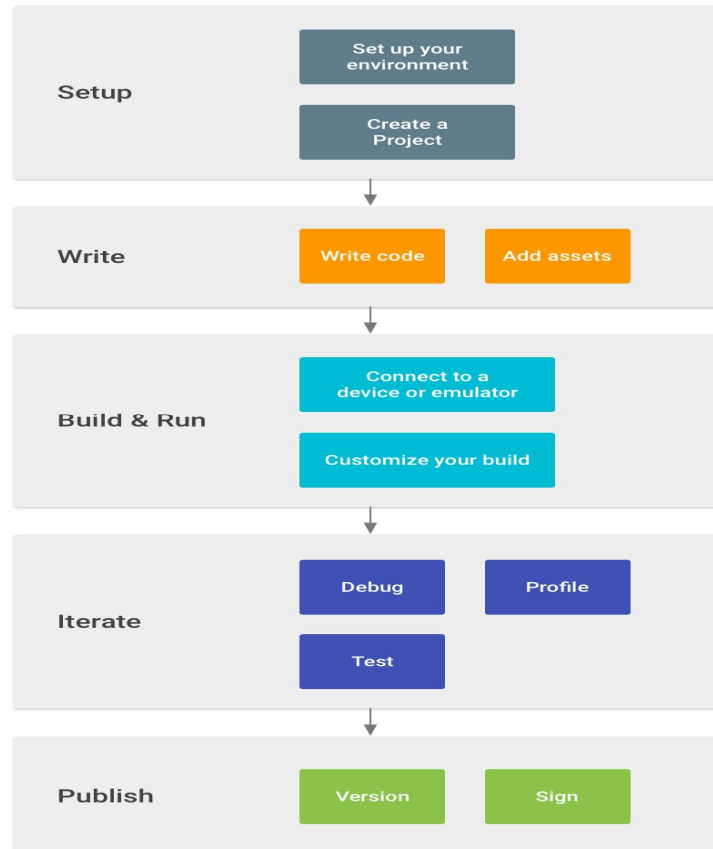 Setup
Set up your
environment
Create a
Project
Write
Write code
Add assets
Build & Run
Connect to a
device or emulator
Customize your build
Iterate
Debug
Profile
Test
Publish
Version
Sign